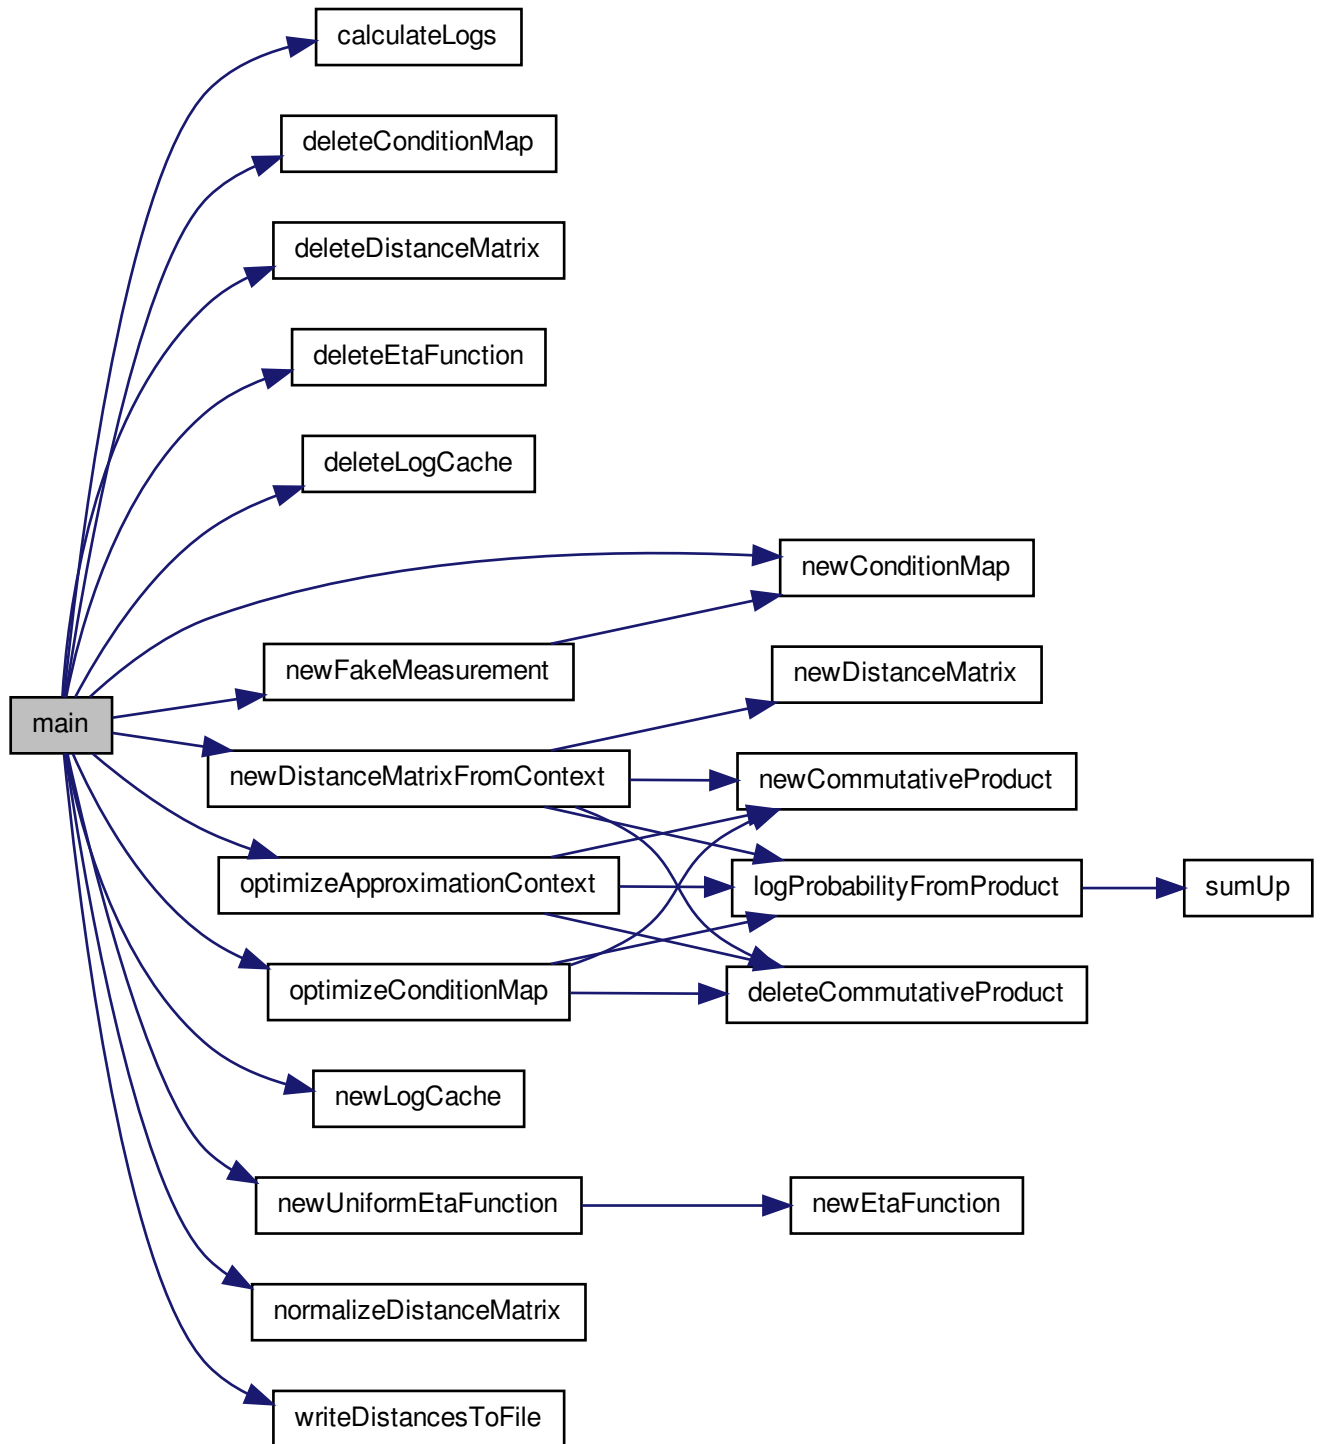 calculateLogs
deleteConditionMap
deleteDistanceMatrix
deleteEtaFunction
deleteLogCache
newConditionMap
newFakeMeasurement
newDistanceMatrix
main
newDistanceMatrixFromContext
newCommutativeProduct
optimizeApproximationContext
logProbabilityFromProduct
sumUp
optimizeConditionMap
deleteCommutativeProduct
newLogCache
newUniformEtaFunction
newEtaFunction
normalizeDistanceMatrix
writeDistancesToFile